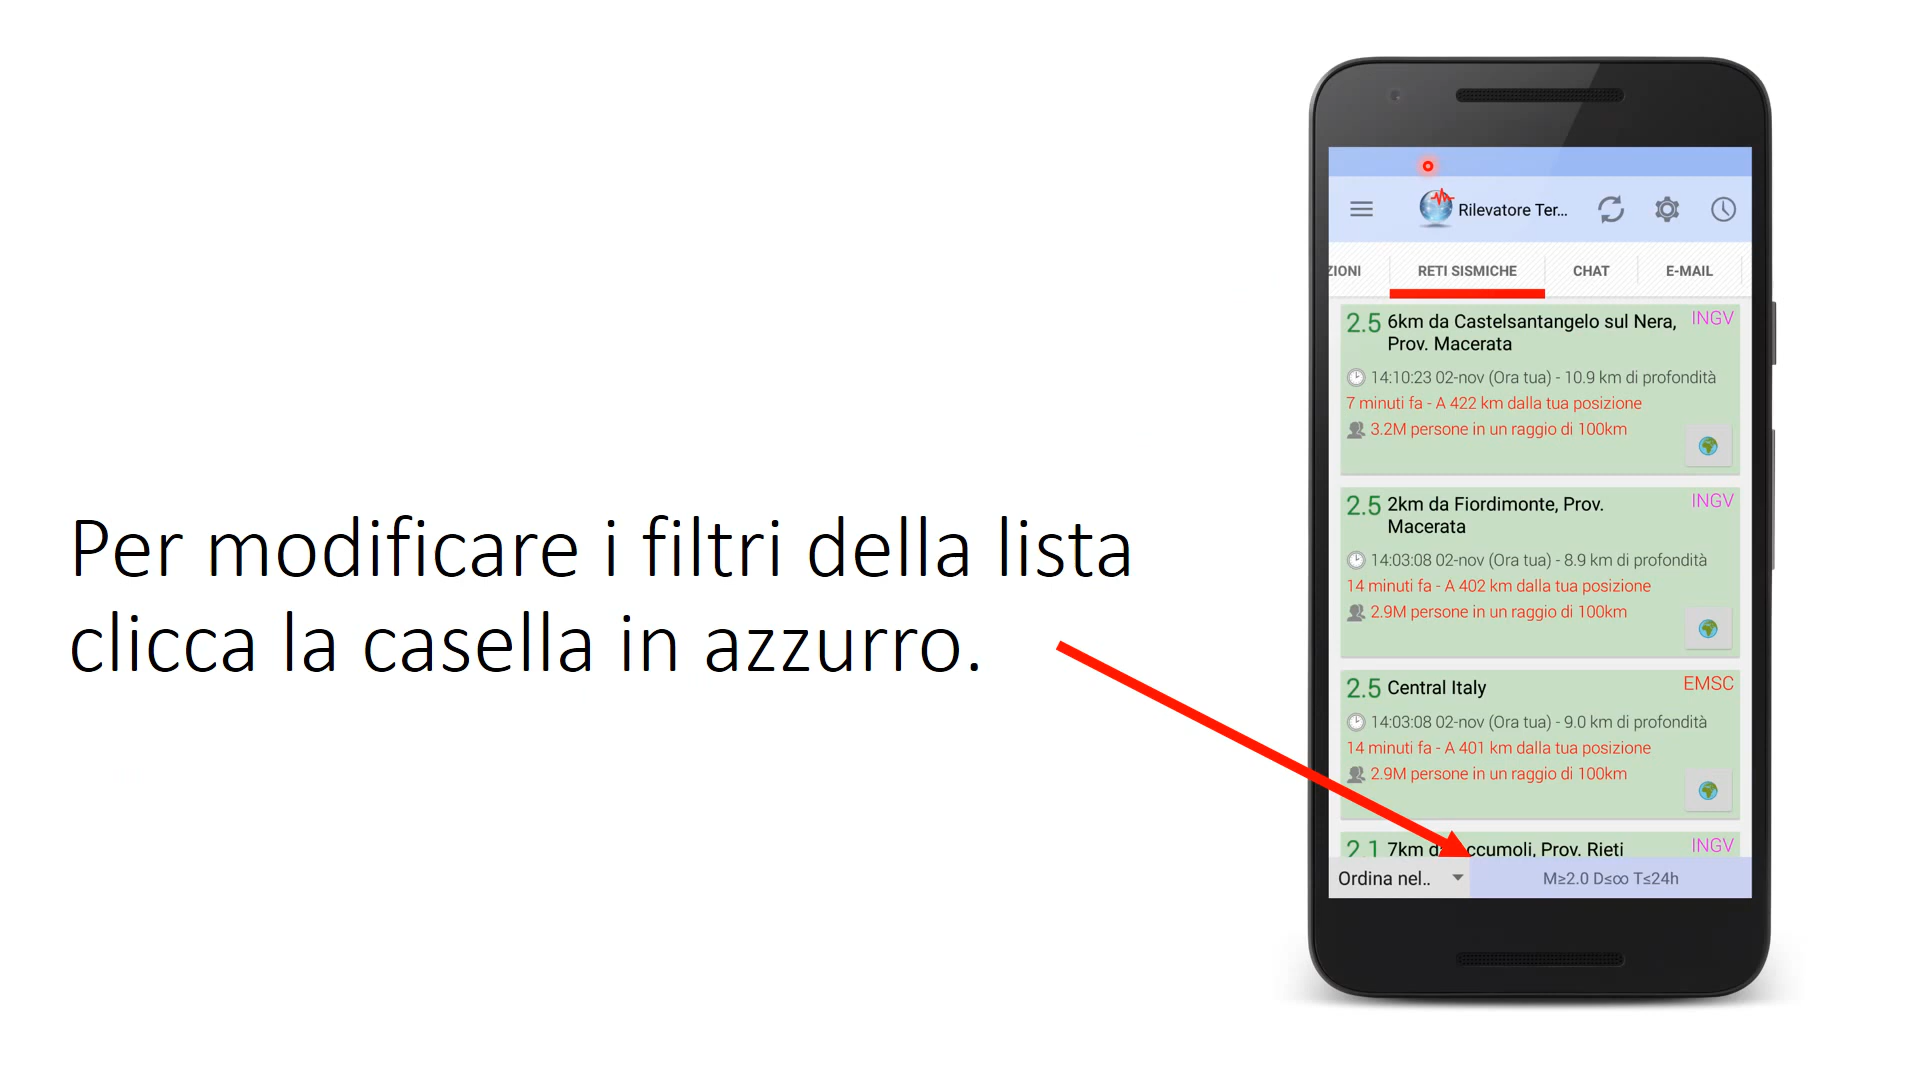 Per modificare i filtri della lista
clicca la casella in azzurro.
Rilevatore Ter...
ZIONI
RETI SISMICHE
CHAT
E-MAIL
2.5 6km da Castelsantangelo sul Nera, INGV
Prov. Macerata
14:10:23 02-nov (Ora tua) - 10.9 km di profondità
7 minuti fa - A 422 km dalla tua posizione
3.2M persone in un raggio di 100km
2.5 2km da Fiordimonte, Prov. INGV
Macerata
14:03:08 02-nov (Ora tua) - 8.9 km di profondità
14 minuti fa - A 402 km dalla tua posizione
2.9M persone in un raggio di 100km
2.5 Central Italy EMSC
14:03:08 02-nov (Ora tua) - 9.0 km di profondità
14 minuti fa - A 401 km dalla tua posizione
2.9M persone in un raggio di 100km
2.1 7km da ccumoli, Prov. Rieti INGV
Ordina nel.. M≥2.0 D≤∞ T≤24h